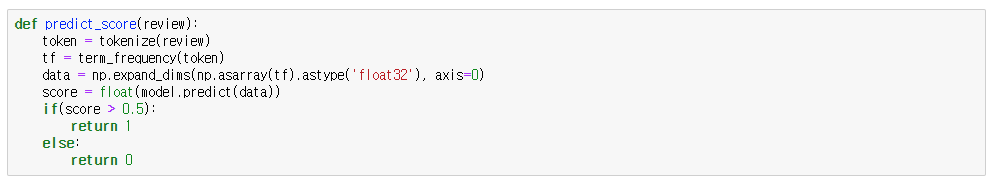 def predict_score(review):
    token = tokenize(review)
    tf = term_frequency(token)
    data = np.expand_dims(np.asarray(tf).astype('float32'), axis=0)
    score = float(model.predict(data))
    if(score > 0.5):
        return 1
    else:
        return 0